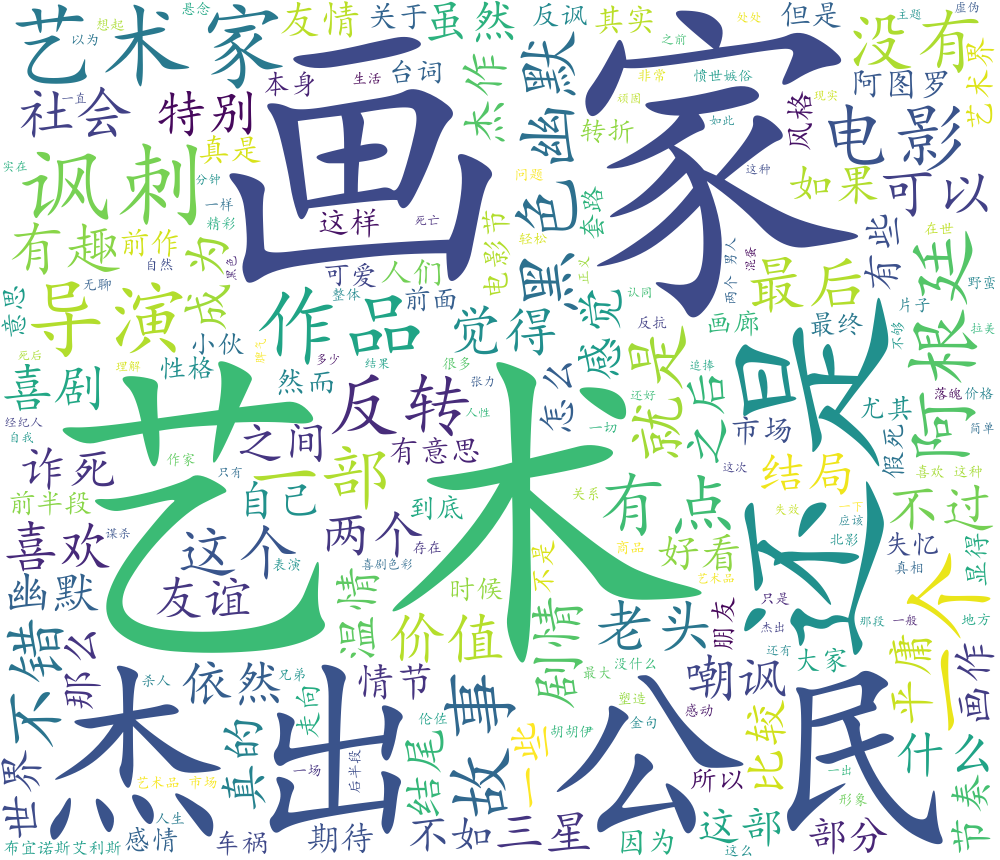 悬念
想起
友情
关于
虽然
反讽
其实
处处
但是
主题
虚伪
以为
艺术家
之前
没有
艺术界
本身
生活
台词
杰作
幽默
非常
愤世嫉俗
阿图罗
社会
一直
特别
画家
转折
顽固
如此
风格
现实
电影
真是
讽刺
实在
分钟
一样
精彩
这样
死亡
问题
黑色
套路
这种
如果
可以
有趣
前作
成为
自然
黑色
可爱
人们
电影节
轻松
正义
两个
男人
混蛋
有些
在世
意思
无聊
导演
作品
整体
前面
觉得
感觉
认同
最后
片子
野蛮
阿根廷
小伙
反抗
画廊
最终
不够
拉美
死后
理解
脾气
多少
结果
很多
追捧
喜剧
性格
然而
怎么
就是
还是
落魄
价格
经纪人
自我
反转
张力
人性
还好
之后
市场
尤其
简单
诈死
之间
有意思
一切
假死
作家
只有
一部
这次
结局
喜欢
这种
前半段
自己
到底
关系
有点
失效
一下
不过
艺术
喜欢
谋杀
这个
两个
存在
商品
好看
应该
北影
失忆
显得
表演
喜剧色彩
不是
真相
友谊
时候
艺术品
幽默
温情
价值
剧情
老头
朋友
只是
杰出
那段
一般
一个
地方
不错
那么
还有
大家
平庸
画作
杀人
依然
兄弟
情节
最大
没什么
嘲讽
走向
故事
塑造
感动
杰出公民
伦佐
金句
胡胡伊
比较
什么
世界
真的
一场
后半段
结尾
一些
所以
一出
艺术品
市场
形象
节奏
人生
布宜诺斯艾利斯
感情
车祸
期待
不如
三星
因为
这部
这么
部分